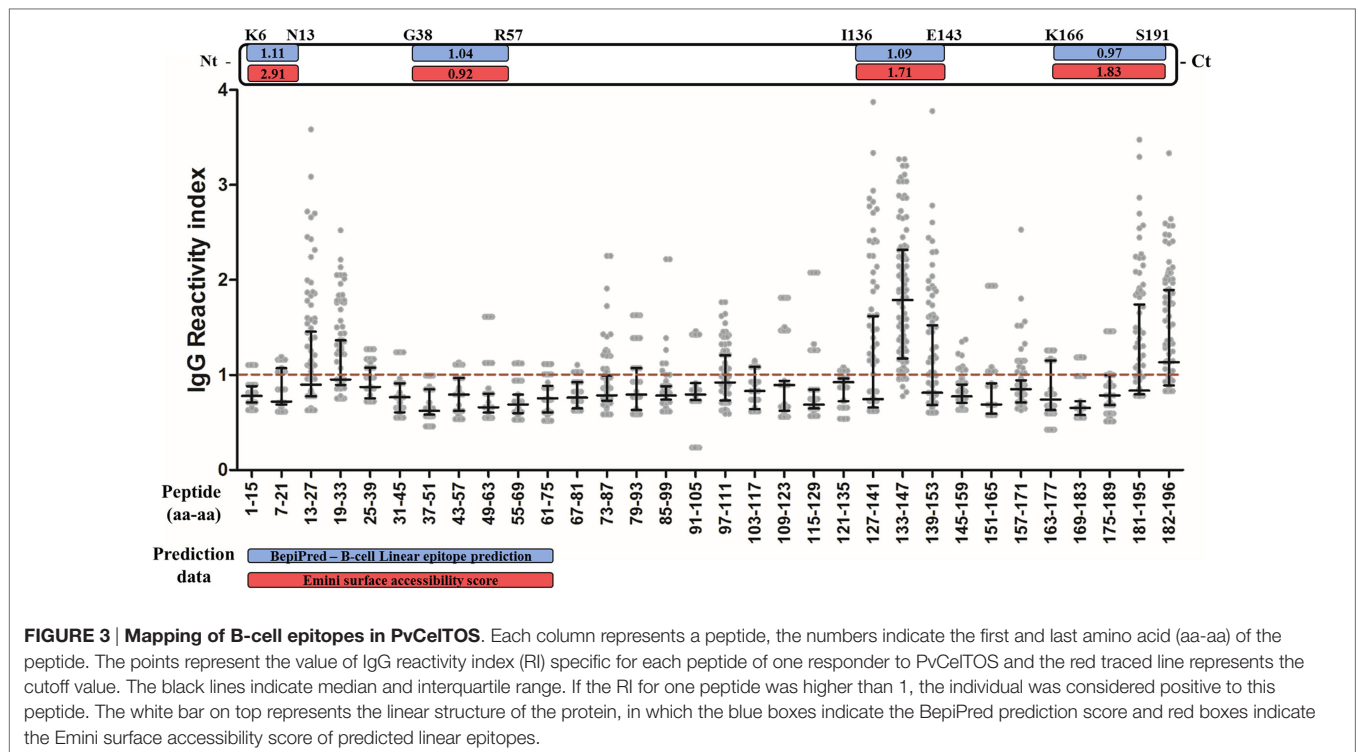 K6 N13 G38 R57 I136 E143 K166 S191
Nt - 1.11 1.04 1.09 0.97 - Ct
2.91 0.92 1.71 1.83
4
3
2
1
0
IgG Reactivity index
Peptide
(aa-aa)
1-15
7-21
13-27
19-33
25-39
31-45
37-51
43-57
49-63
55-69
61-75
67-81
73-87
79-93
85-99
91-105
97-111
103-117
109-123
115-129
121-135
127-141
133-147
139-153
145-159
151-165
157-171
163-177
169-183
175-189
181-195
182-196
Prediction
data
BepiPred – B-cell Linear epitope prediction
Emini surface accessibility score
FIGURE 3 | Mapping of B-cell epitopes in PvCelTOS. Each column represents a peptide, the numbers indicate the first and last amino acid (aa-aa) of the
peptide. The points represent the value of IgG reactivity index (RI) specific for each peptide of one responder to PvCelTOS and the red traced line represents the
cutoff value. The black lines indicate median and interquartile range. If the RI for one peptide was higher than 1, the individual was considered positive to this
peptide. The white bar on top represents the linear structure of the protein, in which the blue boxes indicate the BepiPred prediction score and red boxes indicate
the Emini surface accessibility score of predicted linear epitopes.